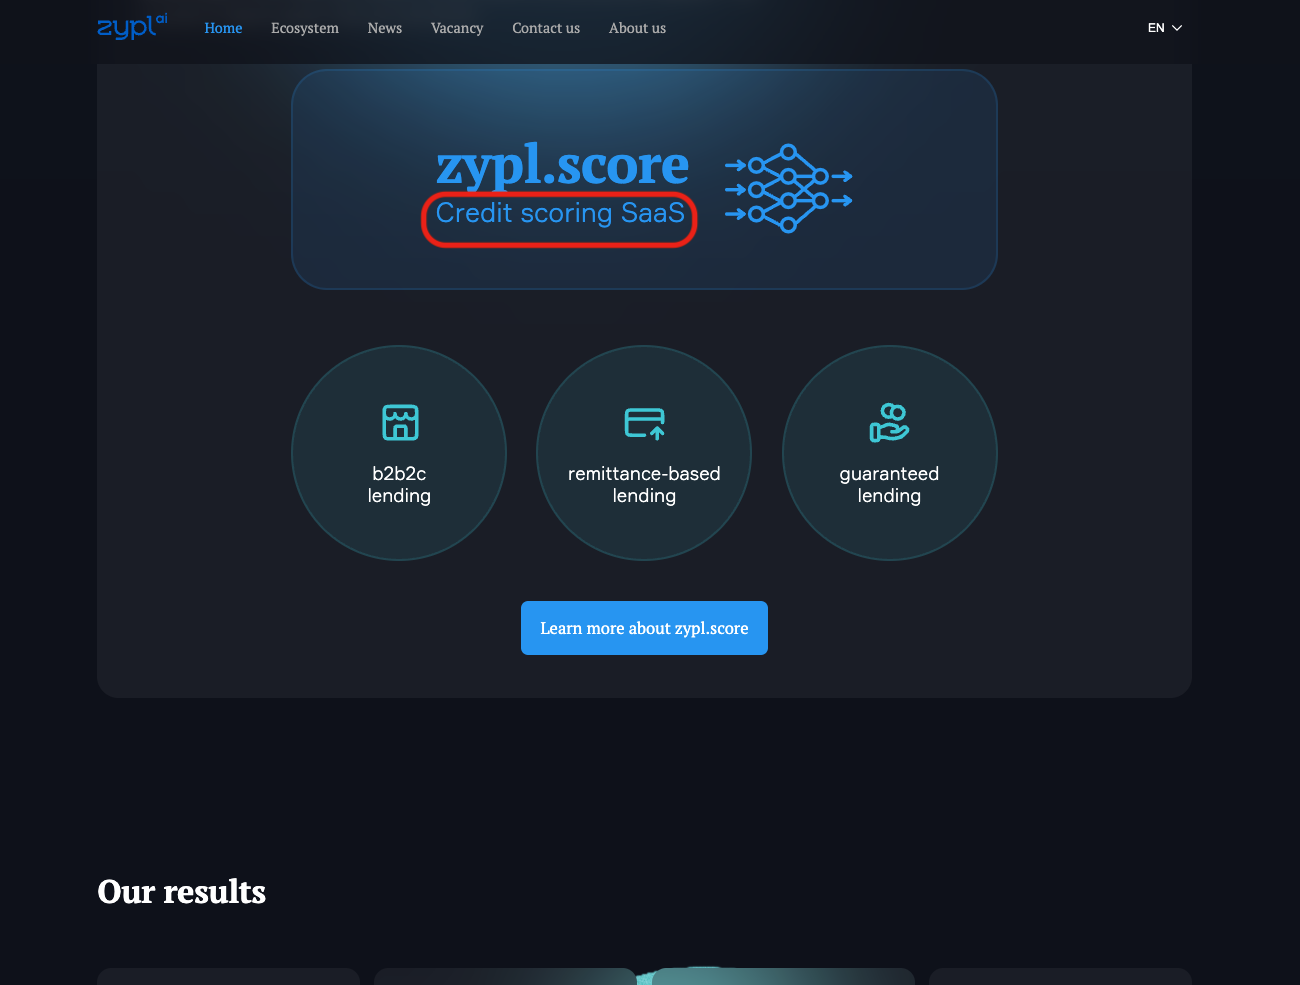 zypl ai
Home
Ecosystem
News
Vacancy
Contact us
About us
EN
zypl.score
Credit scoring SaaS
b2b2c
lending
remittance-based
lending
guaranteed
lending
Learn more about zypl.score
Our results